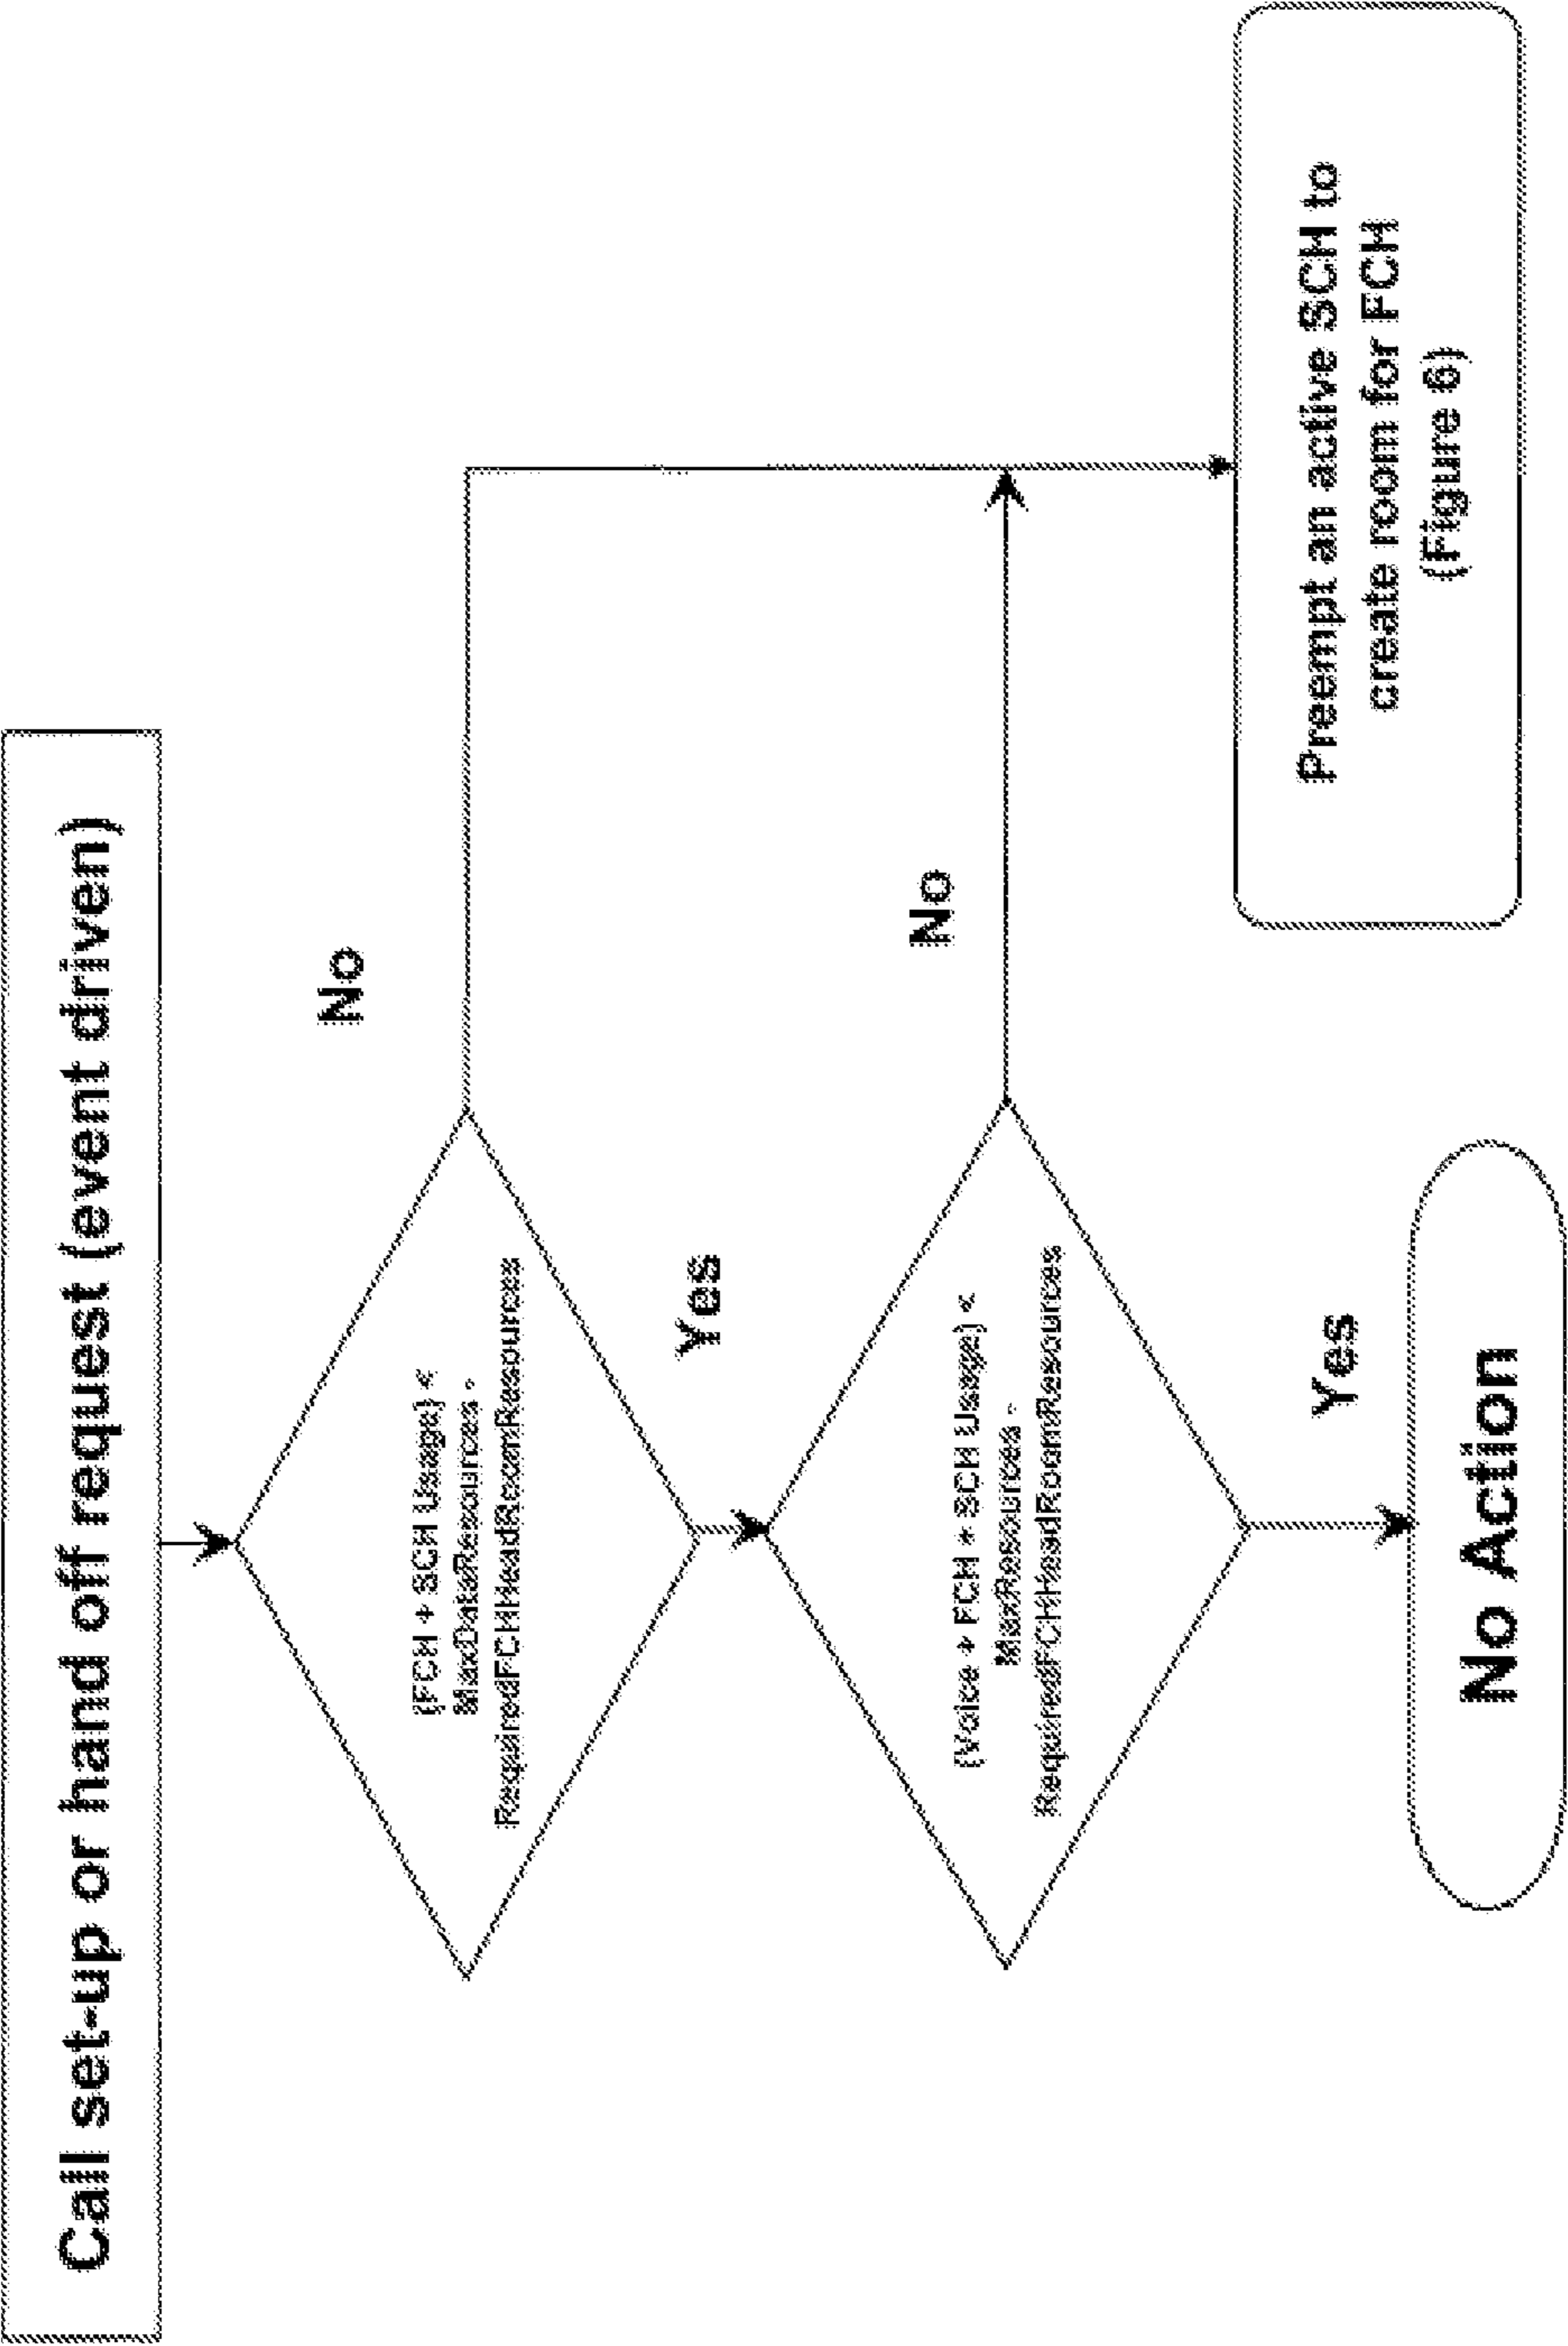 Call set-up or hand off request (event driven)
No
(FCH + SCH Usage) <
MaxDataResources -
RequiredFCHHeadRoomResources
Yes
No
(Voice + FCH + SCH Usage) <
MaxResources -
RequiredFCHHeadRoomResources
Yes
Preempt an active SCH to
create room for FCH
(Figure 6)
No Action